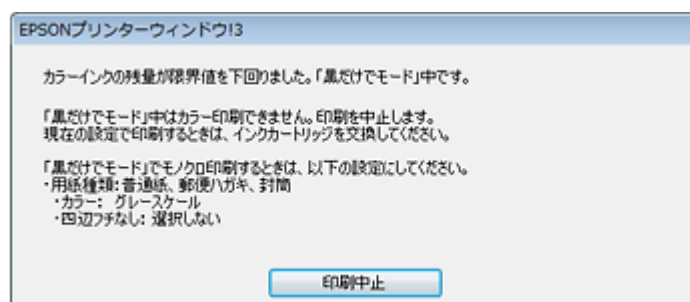 EPSONプリンターウィンドウ!3
カラーインクの残量が限界値を下回りました。「黒だけでモード」中です。
「黒だけでモード」中はカラー印刷できません。印刷を中止します。
現在の設定で印刷するときは、インクカートリッジを交換してください。
「黒だけでモード」でモノクロ印刷するときは、以下の設定にしてください。
・用紙種類：普通紙、郵便ハガキ、封筒
・カラー： グレースケール
・四辺フチなし：選択しない
印刷中止